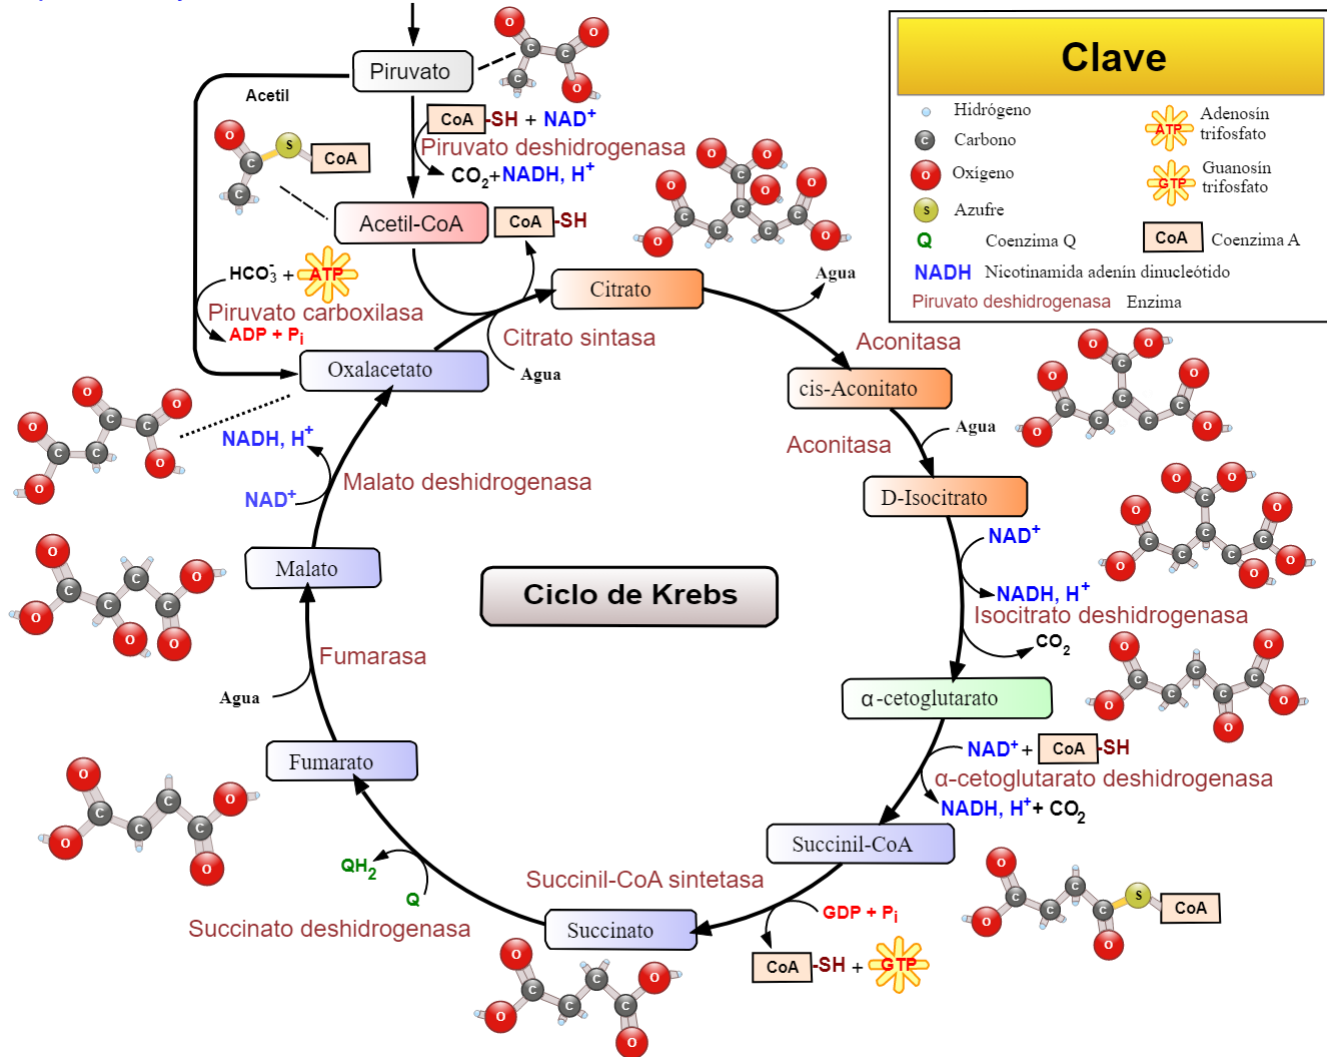 Clave
Hidrógeno
Carbono
C
Oxígeno
O
Azufre
S
Q Coenzima Q
ATP Adenosín trifosfato
GTP Guanosín trifosfato
CoA Coenzima A
NADH Nicotinamida adenín dinucleótido
Piruvato deshidrogenasa Enzima
Piruvato
Acetil
CoA-SH + NAD+
Piruvato deshidrogenasa
CO2+NADH, H+
S
CoA
Acetil-CoA
CoA-SH
HCO3- + ATP
Piruvato carboxilasa
ADP + Pi
Citrato
Agua
Citrato sintasa
Agua
Aconitasa
Oxalacetato
cis-Aconitato
Aconitasa
Agua
NADH, H+
NAD+
Malato deshidrogenasa
D-Isocitrato
NAD+
NADH, H+
Isocitrato deshidrogenasa
CO2
Malato
Ciclo de Krebs
Fumarasa
Agua
α-cetoglutarato
NAD+ + CoA-SH
α-cetoglutarato deshidrogenasa
NADH, H+ + CO2
Fumarato
Succinil-CoA
QH2
Q
Succinil-CoA sintetasa
GDP + Pi
Succinato deshidrogenasa
Succinato
CoA-SH + GTP
S
CoA